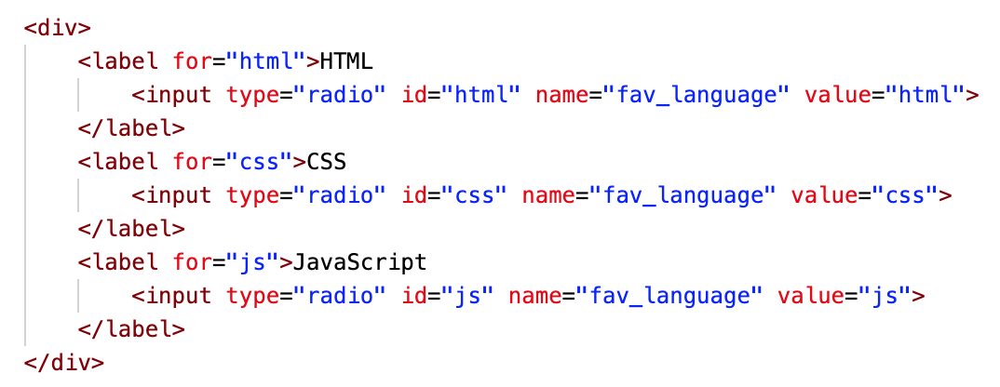 <div>
    <label for="html">HTML
        <input type="radio" id="html" name="fav_language" value="html">
    </label>
    <label for="css">CSS
        <input type="radio" id="css" name="fav_language" value="css">
    </label>
    <label for="js">JavaScript
        <input type="radio" id="js" name="fav_language" value="js">
    </label>
</div>